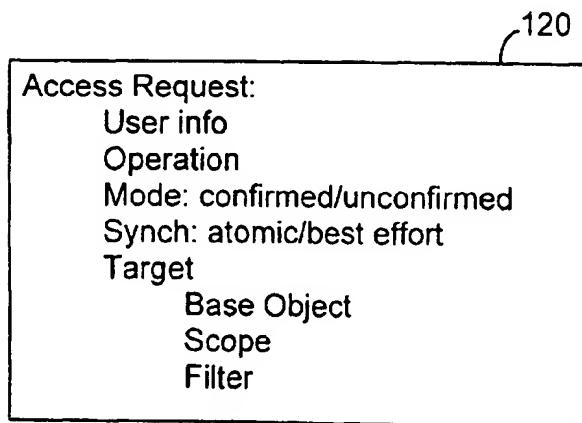 120
Access Request:
User info
Operation
Mode: confirmed/unconfirmed
Synch: atomic/best effort
Target
Base Object
Scope
Filter